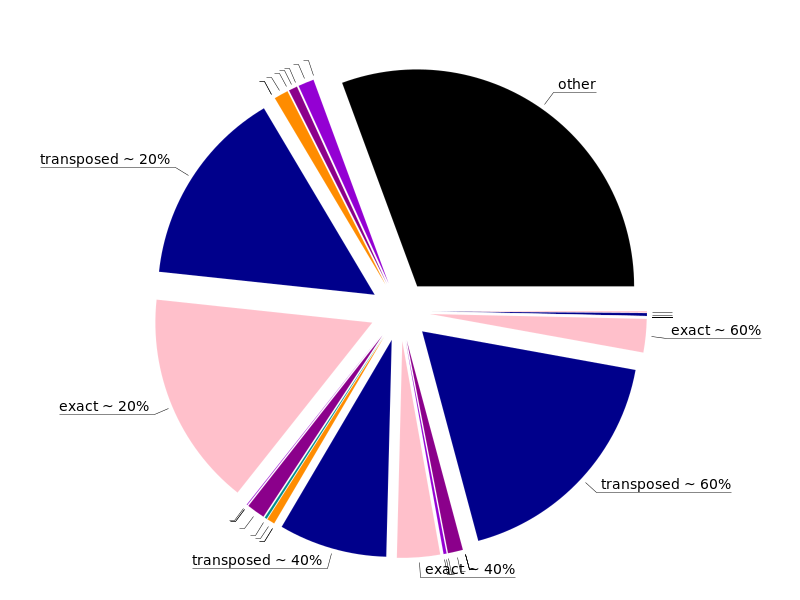 other
transposed ~ 20%
exact ~ 60%
exact ~ 20%
transposed ~ 60%
transposed ~ 40%
exact ~ 40%